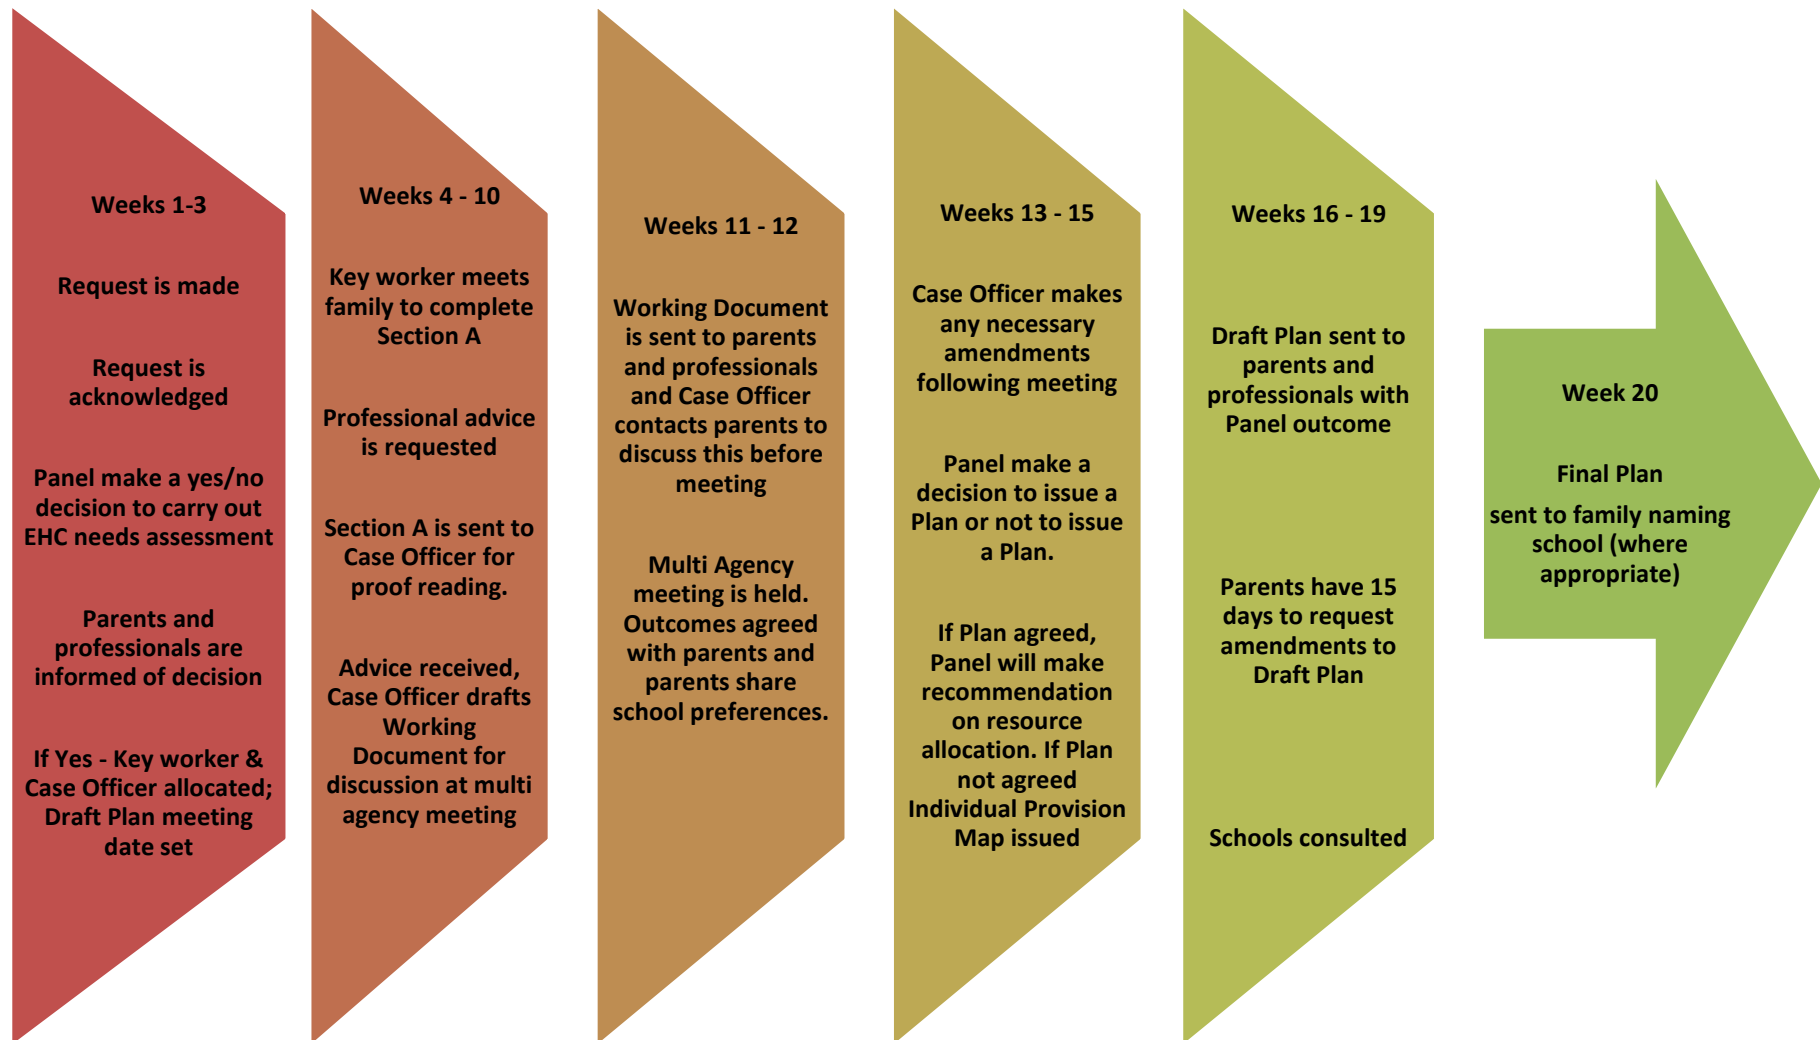 Weeks 1-3
Request is made
Request is
acknowledged
Panel make a yes/no
decision to carry out
EHC needs assessment
Parents and
professionals are
informed of decision
If Yes - Key worker &
Case Officer allocated;
Draft Plan meeting
date set
Weeks 4 - 10
Key worker meets
family to complete
Section A
Professional advice
is requested
Section A is sent to
Case Officer for
proof reading.
Advice received,
Case Officer drafts
Working
Document for
discussion at multi
agency meeting
Weeks 11 - 12
Working Document
is sent to parents
and professionals
and Case Officer
contacts parents to
discuss this before
meeting
Multi Agency
meeting is held.
Outcomes agreed
with parents and
parents share
school preferences.
Weeks 13 - 15
Case Officer makes
any necessary
amendments
following meeting
Panel make a
decision to issue a
Plan or not to issue
a Plan.
If Plan agreed,
Panel will make
recommendation
on resource
allocation. If Plan
not agreed
Individual Provision
Map issued
Weeks 16 - 19
Draft Plan sent to
parents and
professionals with
Panel outcome
Parents have 15
days to request
amendments to
Draft Plan
Schools consulted
Week 20
Final Plan
sent to family naming
school (where
appropriate)